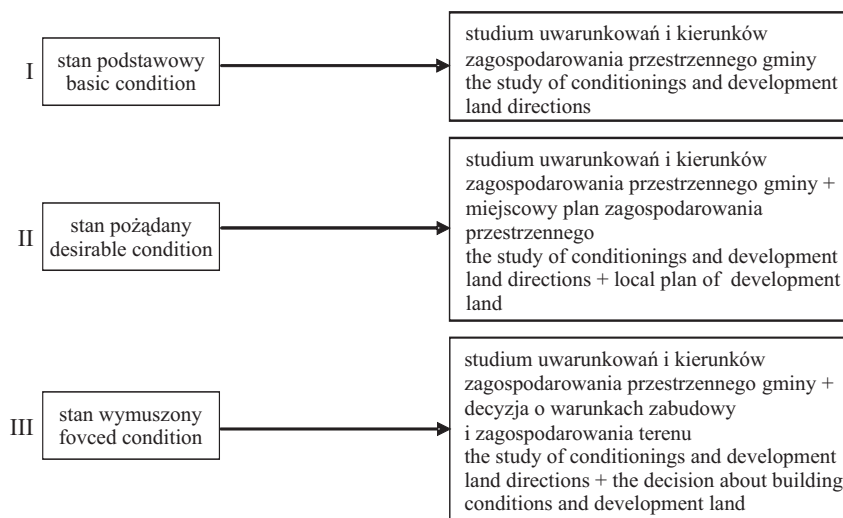 I
stan podstawowy
basic condition
studium uwarunkowań i kierunków
zagospodarowania przestrzennego gminy
the study of conditionings and development
land directions
II
stan pożądany
desirable condition
studium uwarunkowań i kierunków
zagospodarowania przestrzennego gminy +
miejscowy plan zagospodarowania
przestrzennego
the study of conditionings and development
land directions + local plan of development
land
III
stan wymuszony
fovced condition
studium uwarunkowań i kierunków
zagospodarowania przestrzennego gminy +
decyzja o warunkach zabudowy
i zagospodarowania terenu
the study of conditionings and development
land directions + the decision about building
conditions and development land